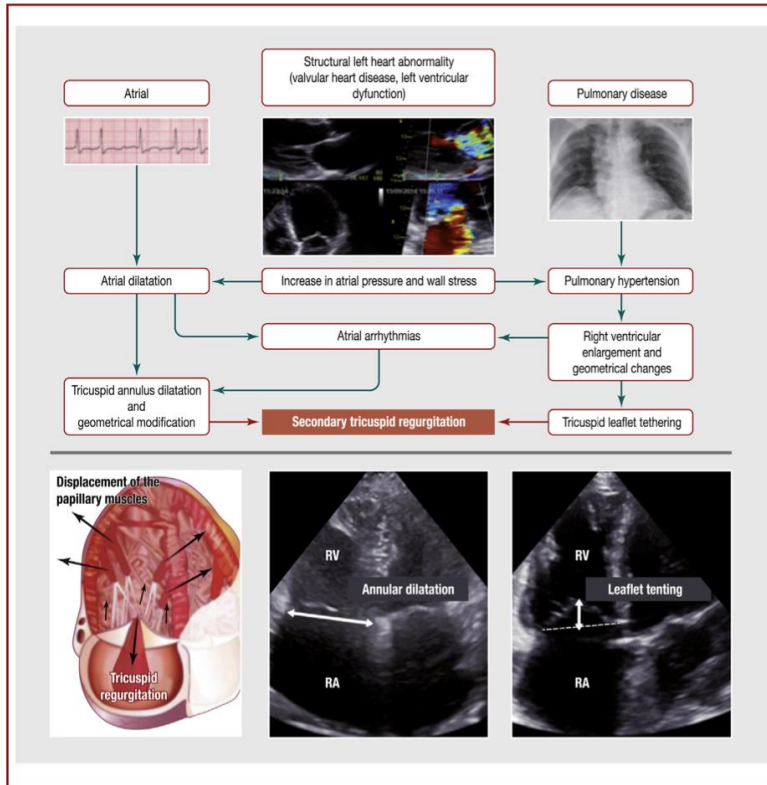 Structural left heart abnormality
(valvular heart disease, left ventricular
dyfunction)
Atrial
Pulmonary disease
Atrial dilatation
Increase in atrial pressure and wall stress
Pulmonary hypertension
Atrial arrhythmias
Right ventricular
enlargement and
geometrical changes
Tricuspid annulus dilatation
and
geometrical modification
Secondary tricuspid regurgitation
Tricuspid leaflet tethering
Displacement of the
papillary muscles
Tricuspid
regurgitation
RV
Annular dilatation
RA
RV
Leaflet tenting
RA